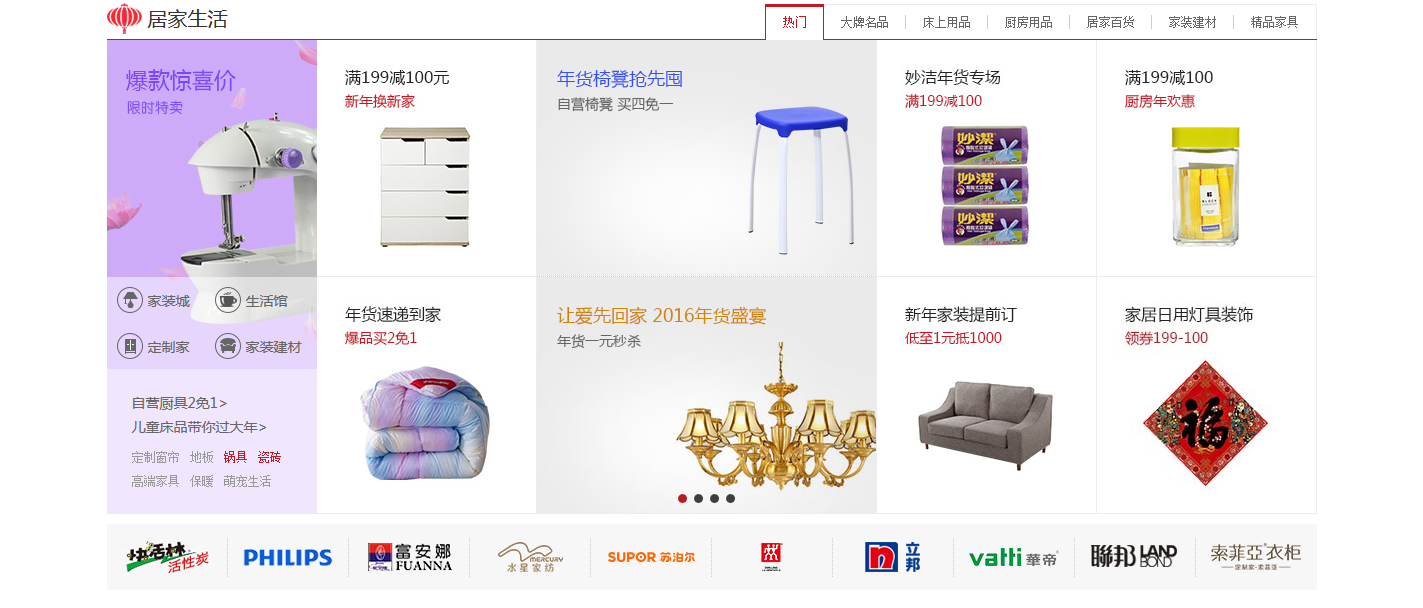 居家生活
热门
大牌名品
床上用品
厨房用品
居家百货
家装建材
精品家具
爆款惊喜价
限时特卖
家装城
生活馆
定制家
家装建材
自营厨具2免1>
儿童床品带你过大年>
定制窗帘 地板 锅具 瓷砖
高端家具 保暖 萌宠生活
满199减100元
新年换新家
年货椅凳抢先囤
自营椅凳 买四免一
妙洁年货专场
满199减100
妙潔
妙潔
妙潔
满199减100
厨房年欢惠
年货速递到家
爆品买2免1
让爱先回家 2016年货盛宴
年货一元秒杀
新年家装提前订
低至1元抵1000
家居日用灯具装饰
领券199-100
福
快活林
活性炭
PHILIPS
富安娜
FUANNA
MERCURY
水星家纺
SUPOR 苏泊尔
立邦
vatti 華帝
聯邦 LAND BOND
索菲亞 衣柜
定制家·索菲亚